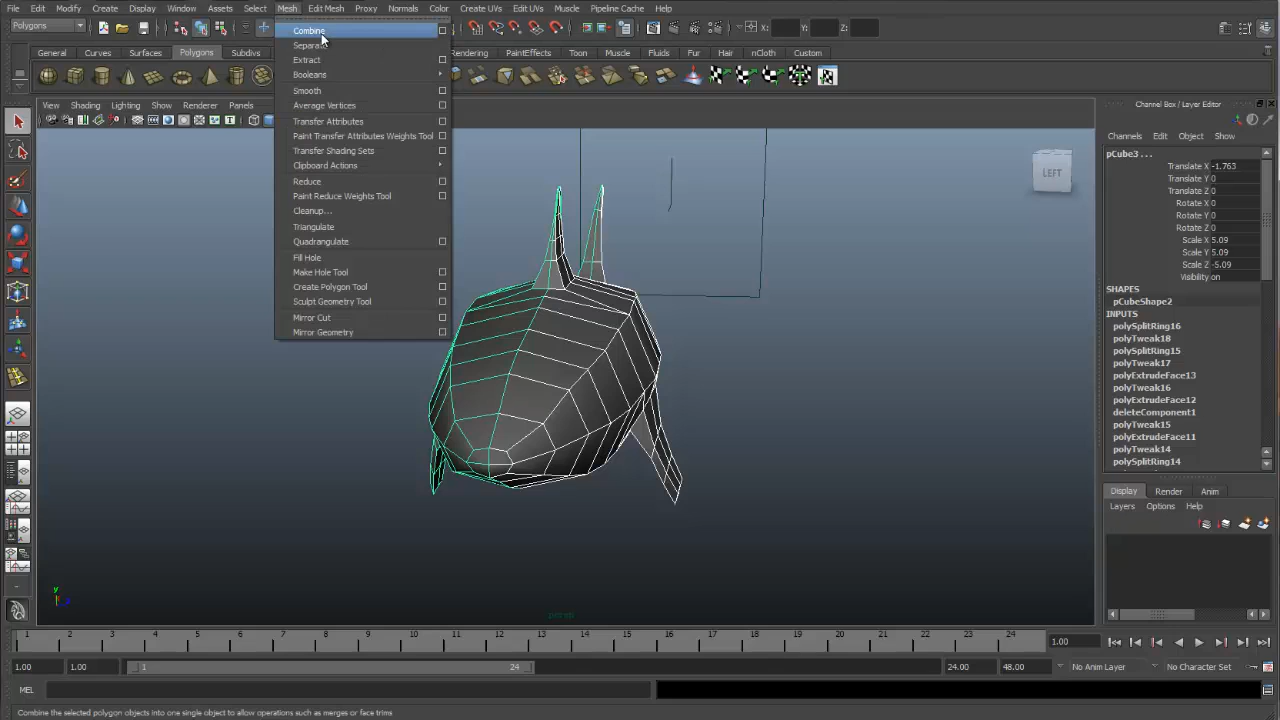 File Edit Modify Create Display Window Assets Select Mesh Edit Mesh Proxy Normals Color Create UVs Edit UVs Muscle Pipeline Cache Help
Polygons
X: Y: Z:
General Curves Surfaces Polygons Subdivs Rendering PaintEffects Toon Muscle Fluids Fur Hair nCloth Custom
View Shading Lighting Show Renderer Panels
Combine
Separate
Extract
Booleans
Smooth
Average Vertices
Transfer Attributes
Paint Transfer Attributes Weights Tool
Transfer Shading Sets
Clipboard Actions
Reduce
Paint Reduce Weights Tool
Cleanup...
Triangulate
Quadrangulate
Fill Hole
Make Hole Tool
Create Polygon Tool
Sculpt Geometry Tool
Mirror Cut
Mirror Geometry
LEFT
y
persp
Channel Box / Layer Editor
Channels Edit Object Show
pCube3 ...
Translate X -1.763
Translate Y 0
Translate Z 0
Rotate X 0
Rotate Y 0
Rotate Z 0
Scale X 5.09
Scale Y 5.09
Scale Z -5.09
Visibility on
SHAPES
pCubeShape2
INPUTS
polySplitRing16
polyTweak18
polySplitRing15
polyTweak17
polyExtrudeFace13
polyTweak16
polyExtrudeFace12
deleteComponent1
polyTweak15
polyExtrudeFace11
polyTweak14
polySplitRing14
Display Render Anim
Layers Options Help
1 2 3 4 5 6 7 8 9 10 11 12 13 14 15 16 17 18 19 20 21 22 23 24 1.00
1.00 1.00 1 24 24.00 48.00 No Anim Layer No Character Set
MEL
Combine the selected polygon objects into one single object to allow operations such as merges or face trims